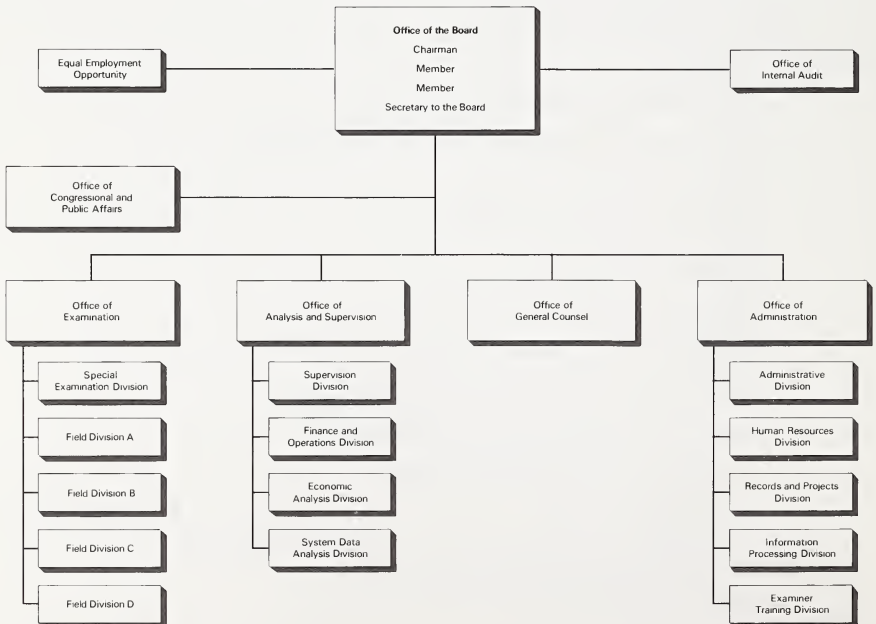 Office of the Board
Chairman
Member
Member
Secretary to the Board
Equal Employment
Opportunity
Office of
Internal Audit
Office of
Congressional and
Public Affairs
Office of
Examination
Office of
Analysis and Supervision
Office of
General Counsel
Office of
Administration
Special
Examination Division
Field Division A
Field Division B
Field Division C
Field Division D
Supervision
Division
Finance and
Operations Division
Economic
Analysis Division
System Data
Analysis Division
Administrative
Division
Human Resources
Division
Records and Projects
Division
Information
Processing Division
Examiner
Training Division